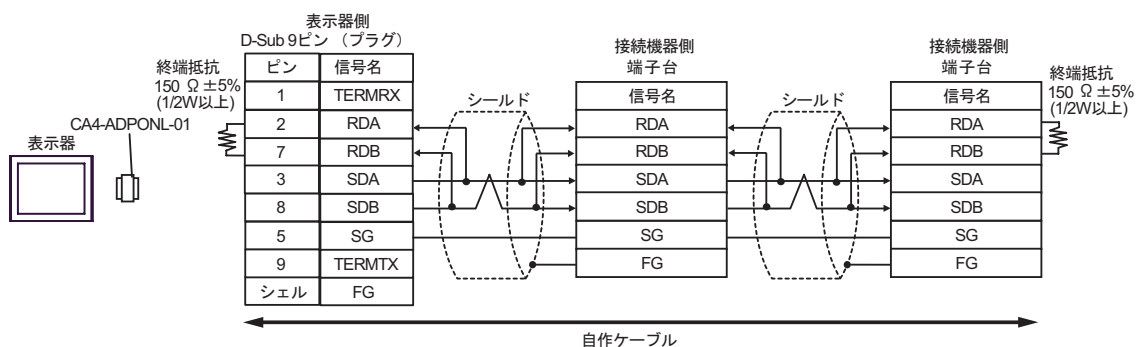 表示器側
D-Sub 9ピン （プラグ）
終端抵抗
150 Ω ±5%
(1/2W以上)
CA4-ADPONL-01
表示器
ピン 信号名
1 TERMRX
2 RDA
7 RDB
3 SDA
8 SDB
5 SG
9 TERMTX
シェル FG
シールド
接続機器側
端子台
信号名
RDA
RDB
SDA
SDB
SG
FG
シールド
接続機器側
端子台
信号名
RDA
RDB
SDA
SDB
SG
FG
終端抵抗
150 Ω ±5%
(1/2W以上)
自作ケーブル